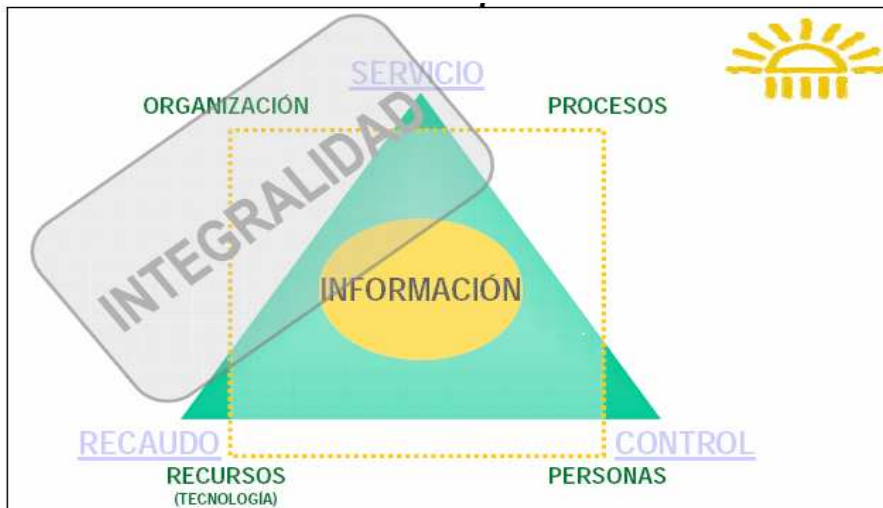 SERVICIO
ORGANIZACIÓN
PROCESOS
INTEGRALIDAD
INFORMACIÓN
RECAUDO
CONTROL
RECURSOS
(TECNOLOGÍA)
PERSONAS